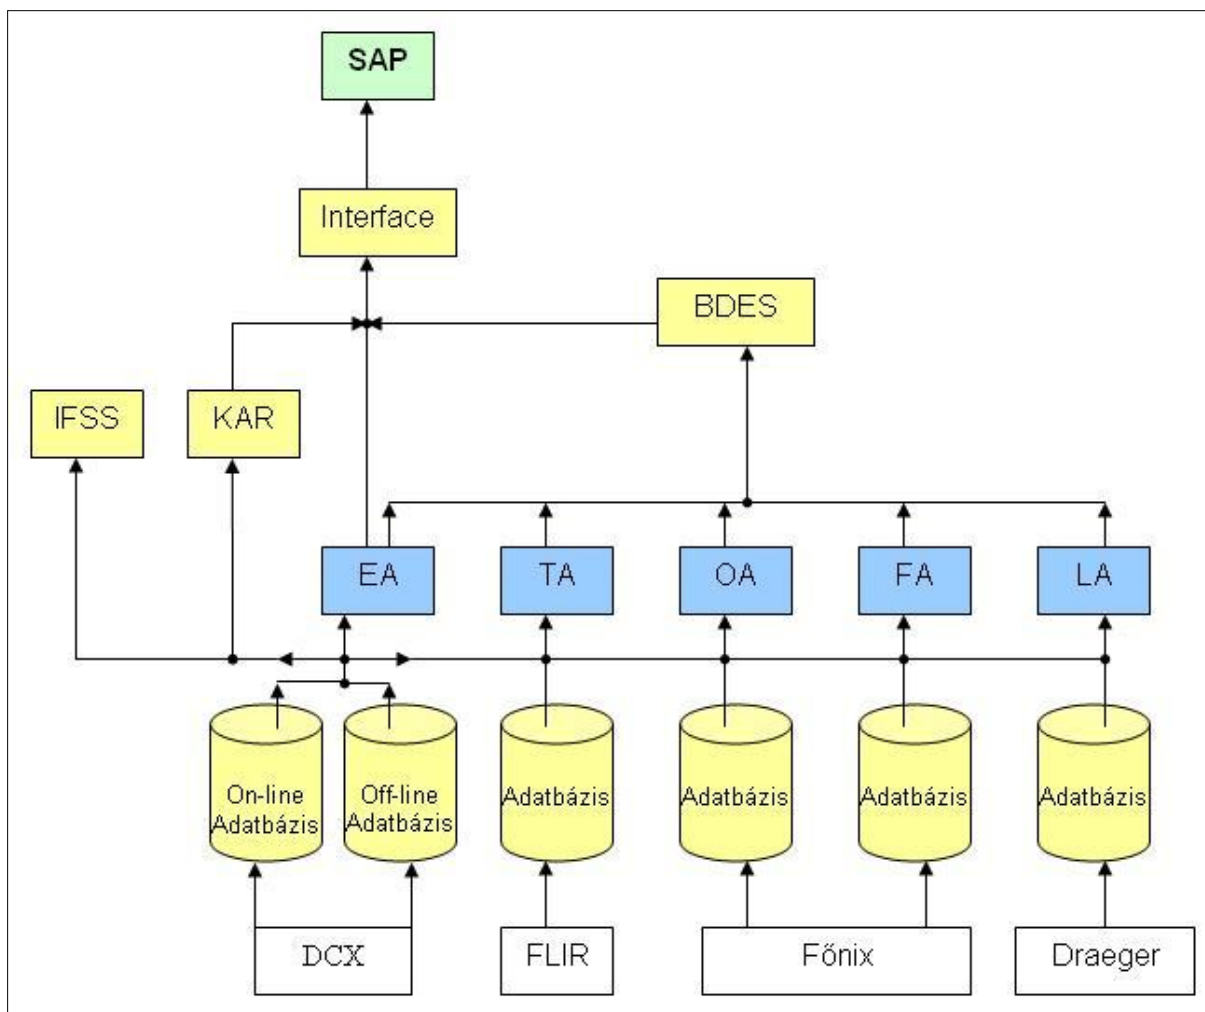 SAP
Interface
BDES
IFSS
KAR
EA
TA
OA
FA
LA
On-line
Adatbázis
Off-line
Adatbázis
Adatbázis
Adatbázis
Adatbázis
Adatbázis
DCX
FLIR
Főnix
Draeger